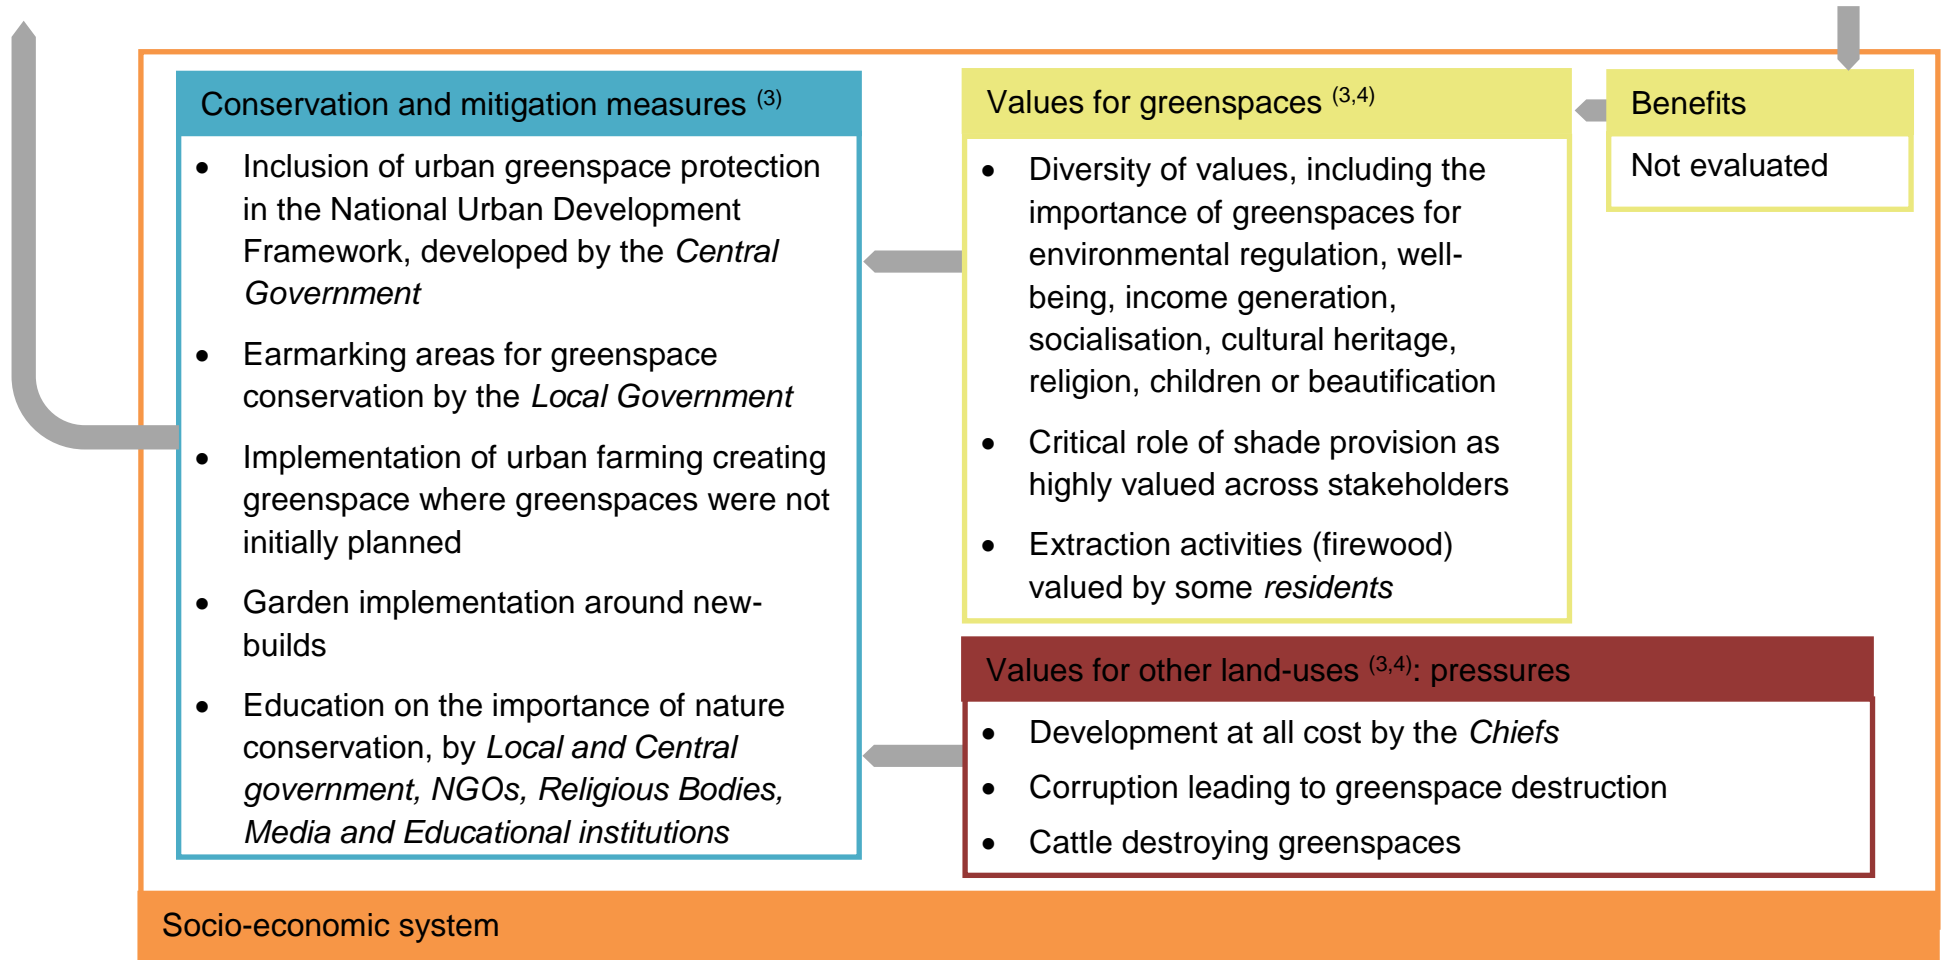 Conservation and mitigation measures (3)
• Inclusion of urban greenspace protection
in the National Urban Development
Framework, developed by the Central
Government
• Earmarking areas for greenspace
conservation by the Local Government
• Implementation of urban farming creating
greenspace where greenspaces were not
initially planned
• Garden implementation around new-
builds
• Education on the importance of nature
conservation, by Local and Central
government, NGOs, Religious Bodies,
Media and Educational institutions
Values for greenspaces (3,4)
• Diversity of values, including the
importance of greenspaces for
environmental regulation, well-
being, income generation,
socialisation, cultural heritage,
religion, children or beautification
• Critical role of shade provision as
highly valued across stakeholders
• Extraction activities (firewood)
valued by some residents
Benefits
Not evaluated
Values for other land-uses (3,4): pressures
• Development at all cost by the Chiefs
• Corruption leading to greenspace destruction
• Cattle destroying greenspaces
Socio-economic system